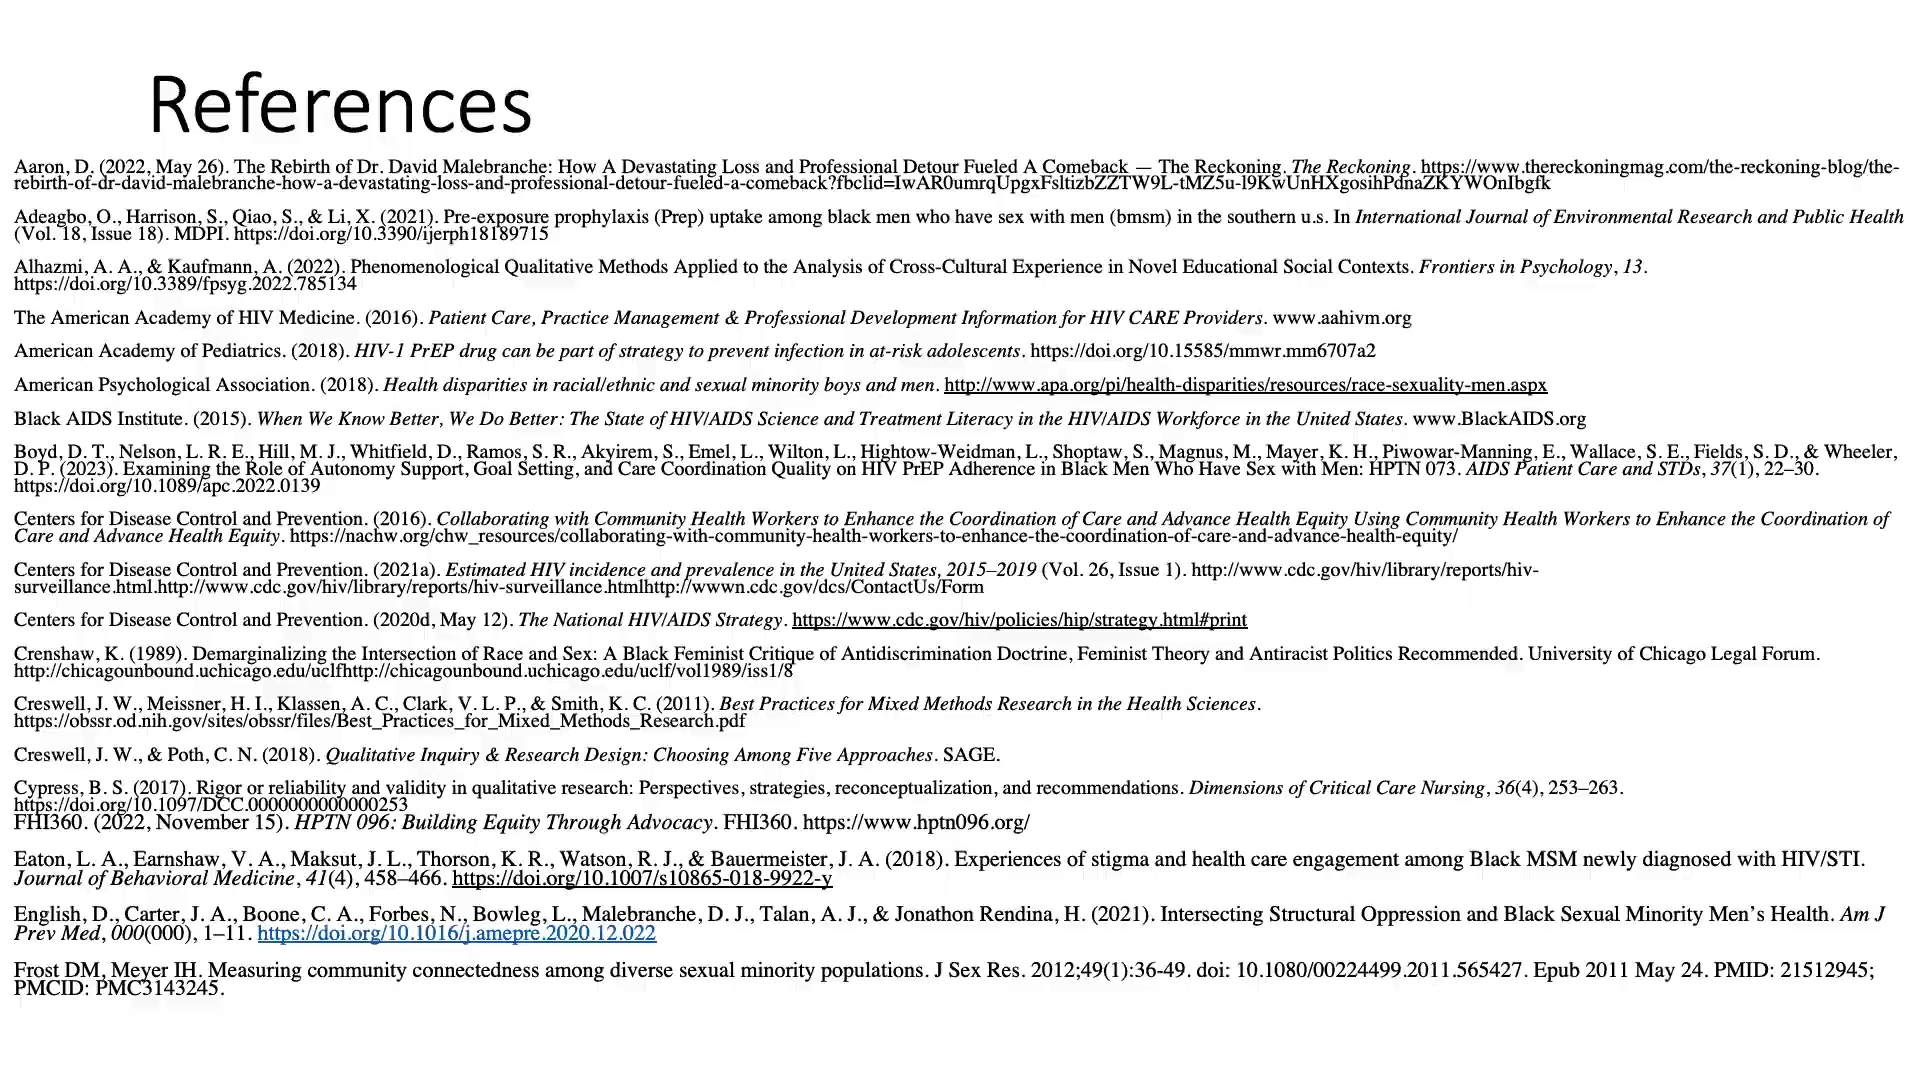 References
Aaron, D. (2022, May 26). The Rebirth of Dr. David Malebranche: How A Devastating Loss and Professional Detour Fueled A Comeback — The Reckoning. The Reckoning. https://www.thereckoningmag.com/the-reckoning-blog/the-
rebirth-of-dr-david-malebranche-how-a-devastating-loss-and-professional-detour-fueled-a-comeback?fbclid=IwAR0umrqUpgxFsltizbZZTW9L-tMZ5u-l9KwUnHXgosihPdnaZKYWOnIbgfk
Adeagbo, O., Harrison, S., Qiao, S., & Li, X. (2021). Pre-exposure prophylaxis (Prep) uptake among black men who have sex with men (bmsm) in the southern u.s. In International Journal of Environmental Research and Public Health
(Vol. 18, Issue 18). MDPI. https://doi.org/10.3390/ijerph18189715
Alhazmi, A. A., & Kaufmann, A. (2022). Phenomenological Qualitative Methods Applied to the Analysis of Cross-Cultural Experience in Novel Educational Social Contexts. Frontiers in Psychology, 13.
https://doi.org/10.3389/fpsyg.2022.785134
The American Academy of HIV Medicine. (2016). Patient Care, Practice Management & Professional Development Information for HIV CARE Providers. www.aahivm.org
American Academy of Pediatrics. (2018). HIV-1 PrEP drug can be part of strategy to prevent infection in at-risk adolescents. https://doi.org/10.15585/mmwr.mm6707a2
American Psychological Association. (2018). Health disparities in racial/ethnic and sexual minority boys and men. http://www.apa.org/pi/health-disparities/resources/race-sexuality-men.aspx
Black AIDS Institute. (2015). When We Know Better, We Do Better: The State of HIV/AIDS Science and Treatment Literacy in the HIV/AIDS Workforce in the United States. www.BlackAIDS.org
Boyd, D. T., Nelson, L. R. E., Hill, M. J., Whitfield, D., Ramos, S. R., Akyirem, S., Emel, L., Wilton, L., Hightow-Weidman, L., Shoptaw, S., Magnus, M., Mayer, K. H., Piwowar-Manning, E., Wallace, S. E., Fields, S. D., & Wheeler,
D. P. (2023). Examining the Role of Autonomy Support, Goal Setting, and Care Coordination Quality on HIV PrEP Adherence in Black Men Who Have Sex with Men: HPTN 073. AIDS Patient Care and STDs, 37(1), 22–30.
https://doi.org/10.1089/apc.2022.0139
Centers for Disease Control and Prevention. (2016). Collaborating with Community Health Workers to Enhance the Coordination of Care and Advance Health Equity Using Community Health Workers to Enhance the Coordination of
Care and Advance Health Equity. https://nachw.org/chw_resources/collaborating-with-community-health-workers-to-enhance-the-coordination-of-care-and-advance-health-equity/
Centers for Disease Control and Prevention. (2021a). Estimated HIV incidence and prevalence in the United States, 2015–2019 (Vol. 26, Issue 1). http://www.cdc.gov/hiv/library/reports/hiv-
surveillance.html.http://www.cdc.gov/hiv/library/reports/hiv-surveillance.htmlhttp://wwwn.cdc.gov/dcs/ContactUs/Form
Centers for Disease Control and Prevention. (2020d, May 12). The National HIV/AIDS Strategy. https://www.cdc.gov/hiv/policies/hip/strategy.html#print
Crenshaw, K. (1989). Demarginalizing the Intersection of Race and Sex: A Black Feminist Critique of Antidiscrimination Doctrine, Feminist Theory and Antiracist Politics Recommended. University of Chicago Legal Forum.
http://chicagounbound.uchicago.edu/uclfhttp://chicagounbound.uchicago.edu/uclf/vol1989/iss1/8
Creswell, J. W., Meissner, H. I., Klassen, A. C., Clark, V. L. P., & Smith, K. C. (2011). Best Practices for Mixed Methods Research in the Health Sciences.
https://obssr.od.nih.gov/sites/obssr/files/Best_Practices_for_Mixed_Methods_Research.pdf
Creswell, J. W., & Poth, C. N. (2018). Qualitative Inquiry & Research Design: Choosing Among Five Approaches. SAGE.
Cypress, B. S. (2017). Rigor or reliability and validity in qualitative research: Perspectives, strategies, reconceptualization, and recommendations. Dimensions of Critical Care Nursing, 36(4), 253–263.
https://doi.org/10.1097/DCC.0000000000000253
FHI360. (2022, November 15). HPTN 096: Building Equity Through Advocacy. FHI360. https://www.hptn096.org/
Eaton, L. A., Earnshaw, V. A., Maksut, J. L., Thorson, K. R., Watson, R. J., & Bauermeister, J. A. (2018). Experiences of stigma and health care engagement among Black MSM newly diagnosed with HIV/STI.
Journal of Behavioral Medicine, 41(4), 458–466. https://doi.org/10.1007/s10865-018-9922-y
English, D., Carter, J. A., Boone, C. A., Forbes, N., Bowleg, L., Malebranche, D. J., Talan, A. J., & Jonathon Rendina, H. (2021). Intersecting Structural Oppression and Black Sexual Minority Men’s Health. Am J
Prev Med, 000(000), 1–11. https://doi.org/10.1016/j.amepre.2020.12.022
Frost DM, Meyer IH. Measuring community connectedness among diverse sexual minority populations. J Sex Res. 2012;49(1):36-49. doi: 10.1080/00224499.2011.565427. Epub 2011 May 24. PMID: 21512945;
PMCID: PMC3143245.